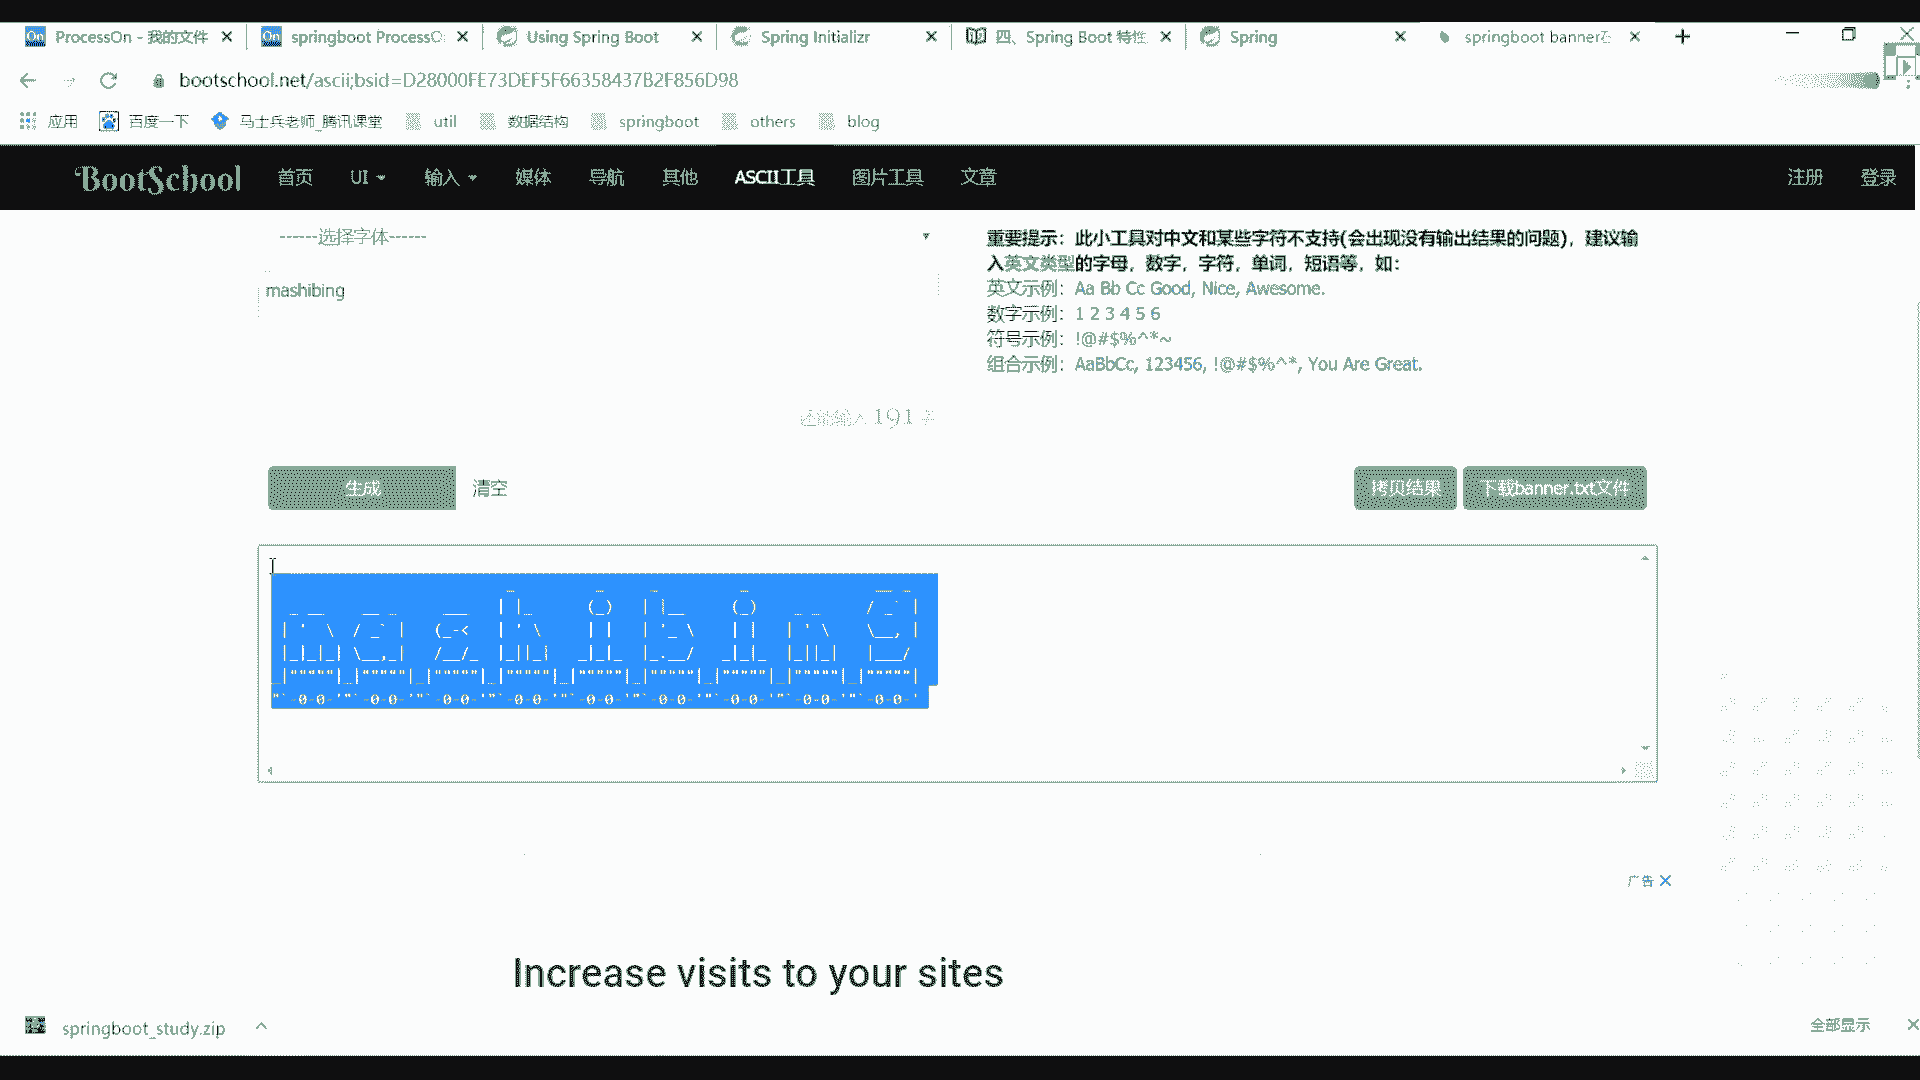 ProcessOn - 我的文件
springboot ProcessO
Using Spring Boot
Spring Initializr
四、Spring Boot 特性
Spring
springboot banner在
bootschool.net/ascii;bsid=D28000FE73DEF5F66358437B2F856D98
应用 百度一下 马士兵老师_腾讯课堂 util 数据结构 springboot others blog
BootSchool 首页 UI 输入 媒体 导航 其他 ASCII工具 图片工具 文章 注册 登录
------选择字体------
mashibing
还能输入 191 字
重要提示：此小工具对中文和某些字符不支持(会出现没有输出结果的问题)，建议输
入英文类型的字母，数字，字符，单词，短语等，如：
英文示例：Aa Bb Cc Good, Nice, Awesome.
数字示例：1 2 3 4 5 6
符号示例：!@#$%^*~
组合示例：AaBbCc, 123456, !@#$%^*, You Are Great.
生成 清空 拷贝结果 下载banner.txt文件
mashibing
广告
Increase visits to your sites
springboot_study.zip
全部显示